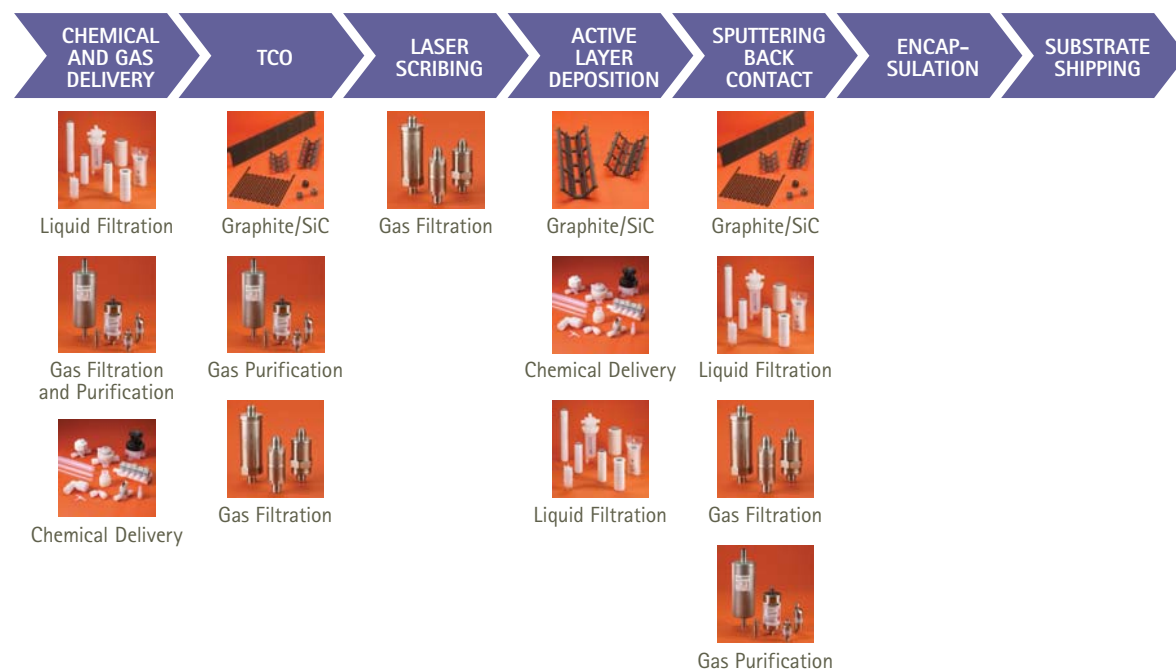 CHEMICAL
AND GAS
DELIVERY
TCO
LASER
SCRIBING
ACTIVE
LAYER
DEPOSITION
SPUTTERING
BACK
CONTACT
ENCAP-
SULATION
SUBSTRATE
SHIPPING
Liquid Filtration
Graphite/SiC
Gas Filtration
Graphite/SiC
Graphite/SiC
Gas Filtration
and Purification
Gas Purification
Chemical Delivery
Liquid Filtration
Chemical Delivery
Gas Filtration
Liquid Filtration
Gas Filtration
Gas Purification